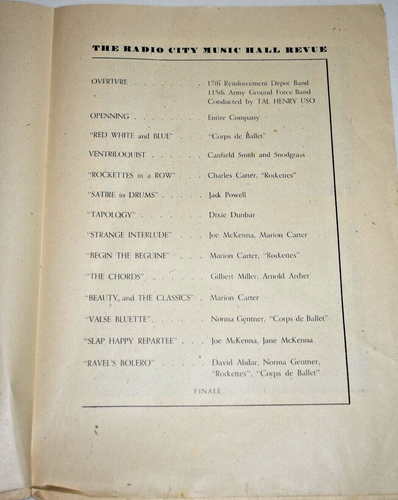 THE RADIO CITY MUSIC HALL REVUE
OVERTURE . . . . . . . 17th Reinforcement Depot Band
115th Army Ground Force Band
Conducted by TAL HENRY USO
OPENNING . . . . . . . Entire Company
"RED WHITE and BLUE" . . "Corps de Ballet"
VENTRILOQUIST . . . . . Canfield Smith and Snodgrass
"ROCKETTES in a ROW" . . Charles Carter, "Rockettes"
"SATIRE in DRUMS" . . . . Jask Powell
"TAPOLOGY" . . . . . . Dixie Dunbar
"STRANGE INTERLUDE" . . Joe McKenna, Marion Carter
"BEGIN THE BEGUINE" . . . Marion Carter, "Rockettes"
"THE CHORDS" . . . . . . Gilbert Miller, Arnold Archer
"BEAUTY, and THE CLASSICS" . Marion Carter
"VALSE BLUETTE" . . . . . Norma Gentner, "Corps de Ballet"
"SLAP HAPPY REPARTEE" . . . Joe McKenna, Jane McKenna
"RAVEL'S BOLERO" . . . . . David Ahdar, Norma Gentner,
"Rockettes", "Corps de Ballet"
FINALE